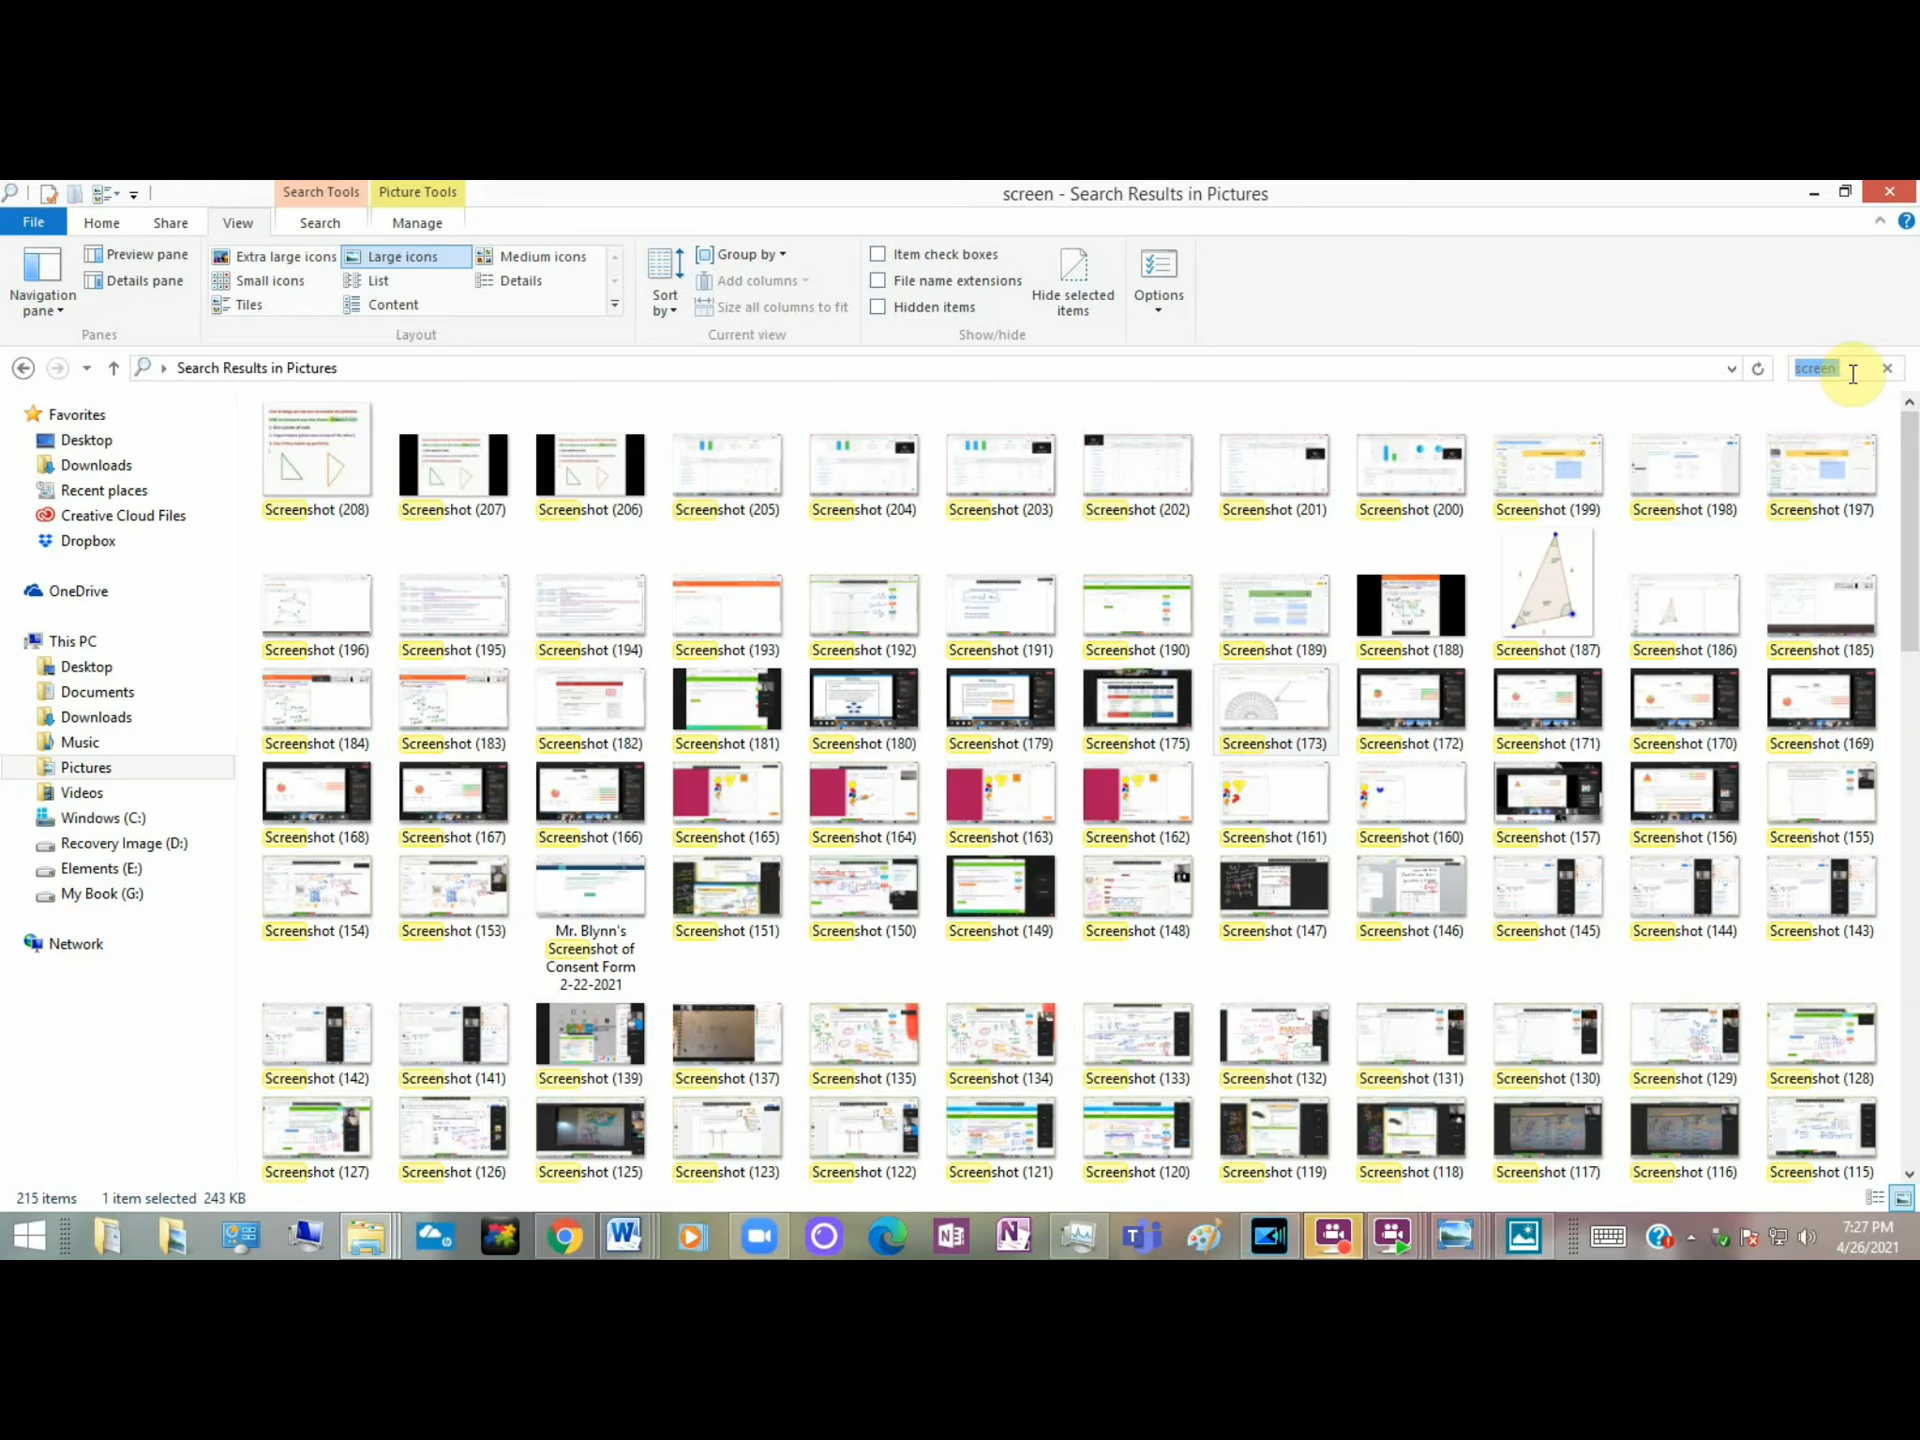 Search Tools Picture Tools screen - Search Results in Pictures
File Home Share View Search Manage
Navigation pane
Preview pane
Details pane
Panes
Extra large icons Large icons Medium icons
Small icons List Details
Tiles Content
Layout
Sort by
Group by
Add columns
Size all columns to fit
Current view
Item check boxes
File name extensions
Hidden items
Hide selected items
Show/hide
Options
Search Results in Pictures screen
Favorites
Desktop
Downloads
Recent places
Creative Cloud Files
Dropbox
OneDrive
This PC
Desktop
Documents
Downloads
Music
Pictures
Videos
Windows (C:)
Recovery Image (D:)
Elements (E:)
My Book (G:)
Network
Screenshot (208) Screenshot (207) Screenshot (206) Screenshot (205) Screenshot (204) Screenshot (203) Screenshot (202) Screenshot (201) Screenshot (200) Screenshot (199) Screenshot (198) Screenshot (197)
Screenshot (196) Screenshot (195) Screenshot (194) Screenshot (193) Screenshot (192) Screenshot (191) Screenshot (190) Screenshot (189) Screenshot (188) Screenshot (187) Screenshot (186) Screenshot (185)
Screenshot (184) Screenshot (183) Screenshot (182) Screenshot (181) Screenshot (180) Screenshot (179) Screenshot (175) Screenshot (173) Screenshot (172) Screenshot (171) Screenshot (170) Screenshot (169)
Screenshot (168) Screenshot (167) Screenshot (166) Screenshot (165) Screenshot (164) Screenshot (163) Screenshot (162) Screenshot (161) Screenshot (160) Screenshot (157) Screenshot (156) Screenshot (155)
Screenshot (154) Screenshot (153) Mr. Blynn's Screenshot (151) Screenshot (150) Screenshot (149) Screenshot (148) Screenshot (147) Screenshot (146) Screenshot (145) Screenshot (144) Screenshot (143)
Screenshot of
Consent Form
2-22-2021
Screenshot (142) Screenshot (141) Screenshot (139) Screenshot (137) Screenshot (135) Screenshot (134) Screenshot (133) Screenshot (132) Screenshot (131) Screenshot (130) Screenshot (129) Screenshot (128)
Screenshot (127) Screenshot (126) Screenshot (125) Screenshot (123) Screenshot (122) Screenshot (121) Screenshot (120) Screenshot (119) Screenshot (118) Screenshot (117) Screenshot (116) Screenshot (115)
215 items 1 item selected 243 KB
7:27 PM
4/26/2021